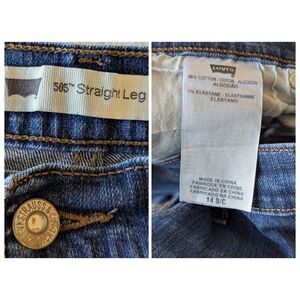 505™ Straight Leg
LEVI STRAUSS & CO
LEVI'S
99% COTTON - COTON - ALGODÓN
ALGODÃO
1% ELASTANE - ELASTHANNE
ELASTANO
MADE IN CHINA
FABRIQUÉ EN CHINE
FABRICADO EN CHINA
FABRICADO NA CHINA
14 S/C